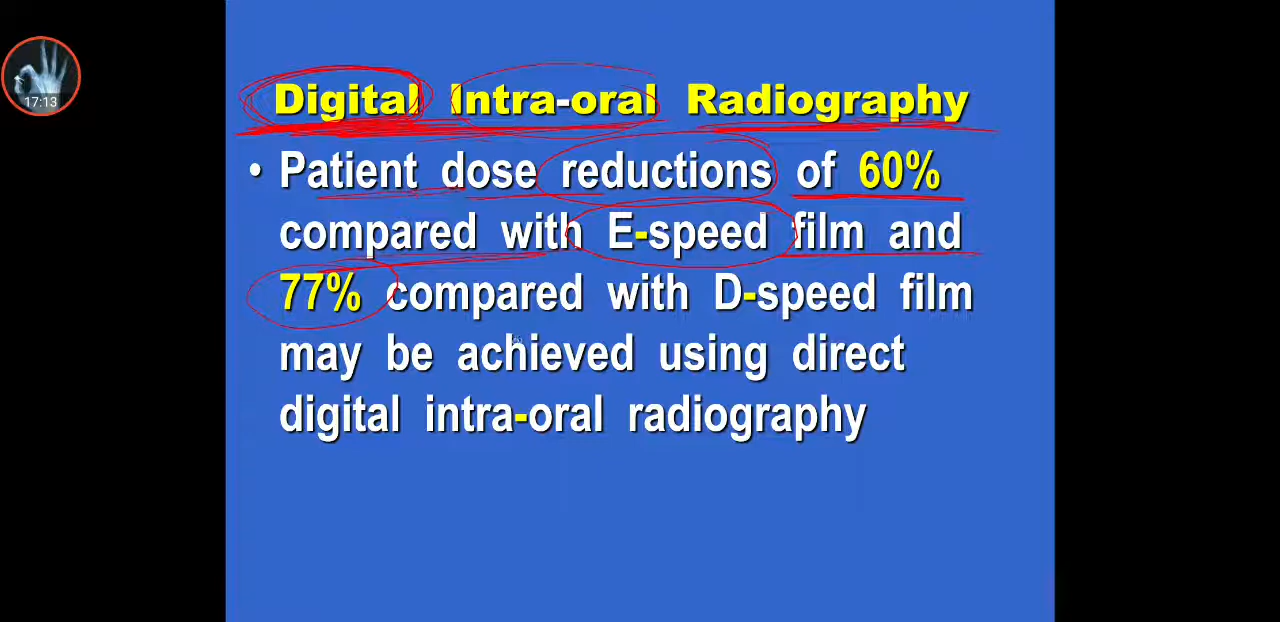 17:13
Digital Intra-oral Radiography
• Patient dose reductions of 60%
compared with E-speed film and
77% compared with D-speed film
may be achieved using direct
digital intra-oral radiography